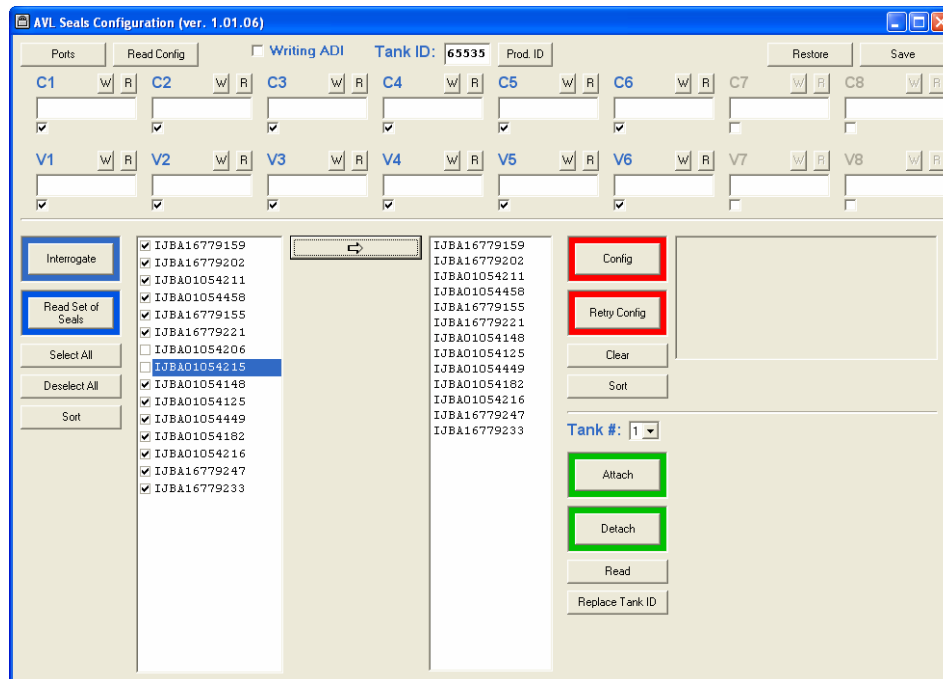 AVL Seals Configuration (ver. 1.01.06)
Ports Read Config Writing ADI Tank ID: 65535 Prod. ID Restore Save
C1 W R C2 W R C3 W R C4 W R C5 W R C6 W R C7 W R C8 W R
V1 W R V2 W R V3 W R V4 W R V5 W R V6 W R V7 W R V8 W R
Interrogate
Read Set of
Seals
Select All
Deselect All
Sort
IJBA16779159
IJBA16779202
IJBA01054211
IJBA01054458
IJBA16779155
IJBA16779221
IJBA01054206
IJBA01054215
IJBA01054148
IJBA01054125
IJBA01054449
IJBA01054182
IJBA01054216
IJBA16779247
IJBA16779233
IJBA16779159
IJBA16779202
IJBA01054211
IJBA01054458
IJBA16779155
IJBA16779221
IJBA01054148
IJBA01054125
IJBA01054449
IJBA01054182
IJBA01054216
IJBA16779247
IJBA16779233
Config
Retry Config
Clear
Sort
Tank #: 1
Attach
Detach
Read
Replace Tank ID